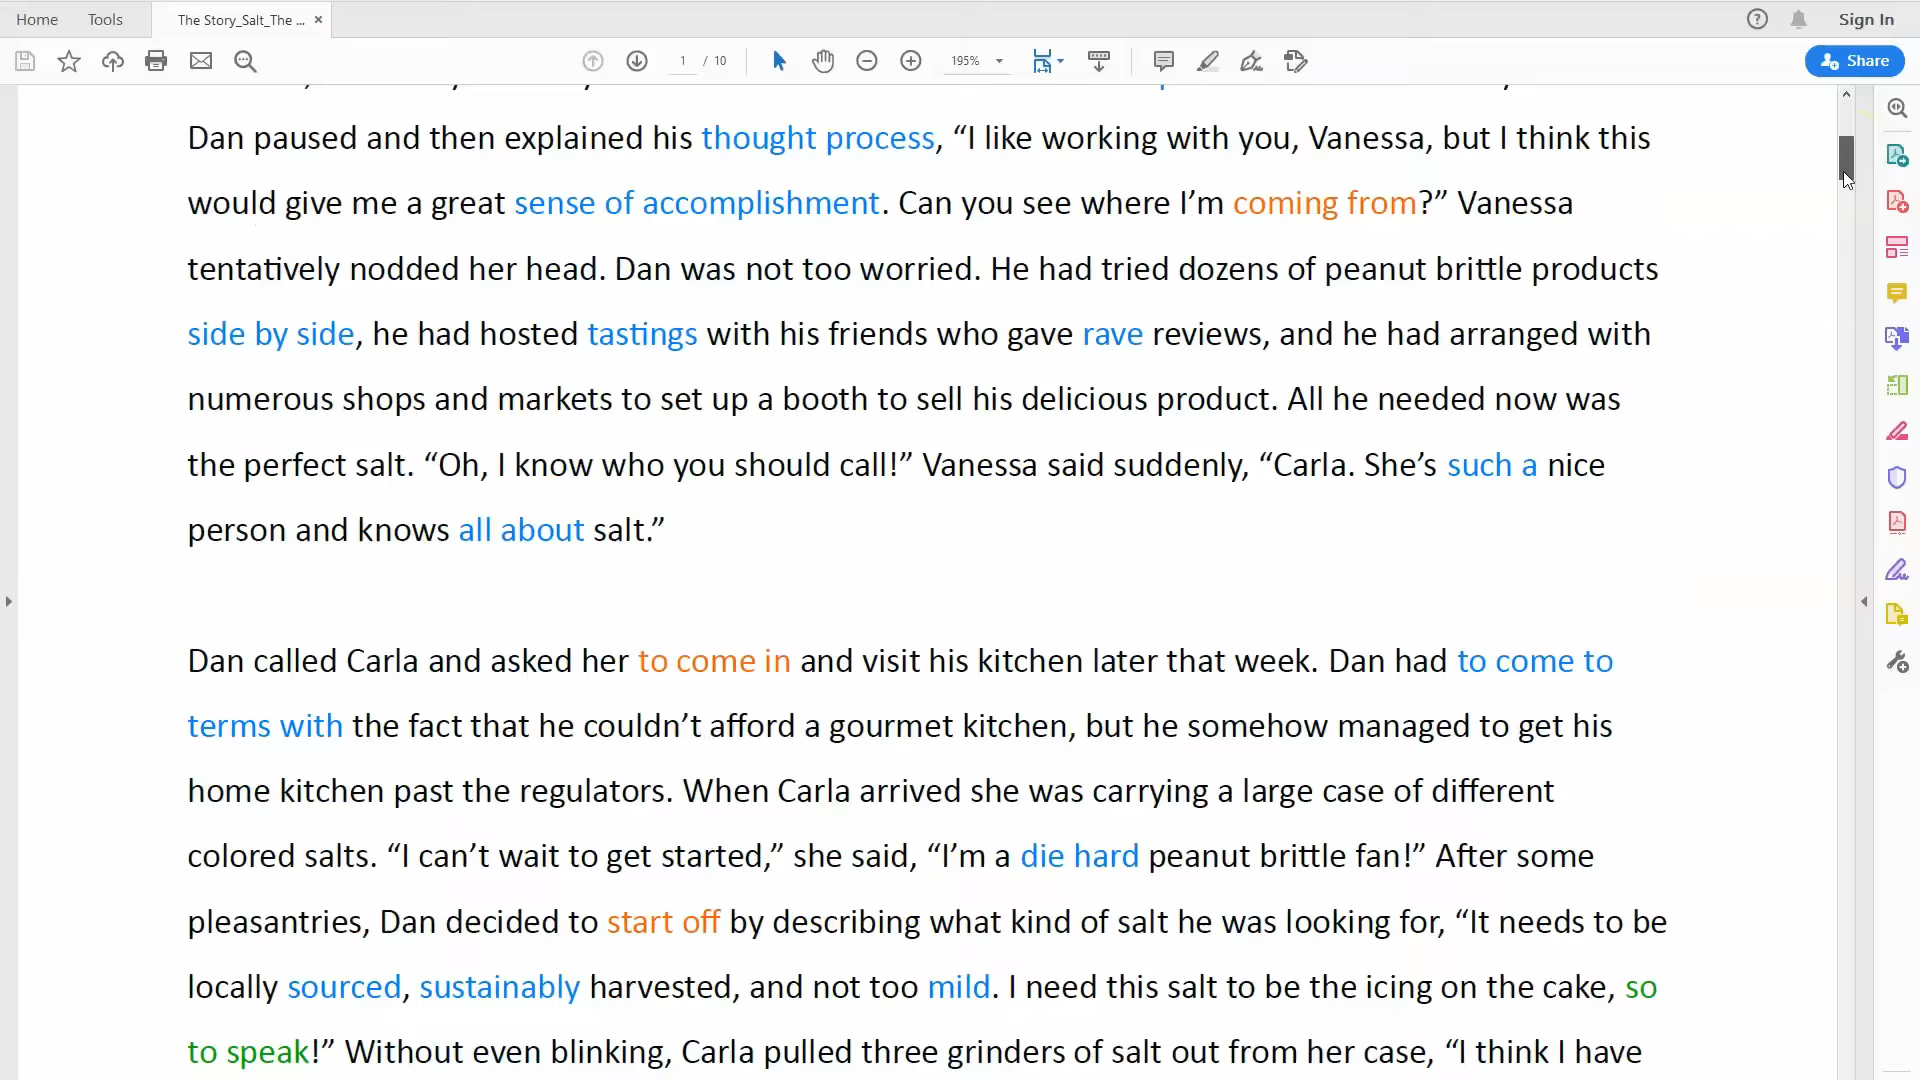 Home Tools The Story_Salt_The ... × Sign In
1 / 10 195% Share
Dan paused and then explained his thought process, “I like working with you, Vanessa, but I think this
would give me a great sense of accomplishment. Can you see where I’m coming from?” Vanessa
tentatively nodded her head. Dan was not too worried. He had tried dozens of peanut brittle products
side by side, he had hosted tastings with his friends who gave rave reviews, and he had arranged with
numerous shops and markets to set up a booth to sell his delicious product. All he needed now was
the perfect salt. “Oh, I know who you should call!” Vanessa said suddenly, “Carla. She’s such a nice
person and knows all about salt.”
Dan called Carla and asked her to come in and visit his kitchen later that week. Dan had to come to
terms with the fact that he couldn’t afford a gourmet kitchen, but he somehow managed to get his
home kitchen past the regulators. When Carla arrived she was carrying a large case of different
colored salts. “I can’t wait to get started,” she said, “I’m a die hard peanut brittle fan!” After some
pleasantries, Dan decided to start off by describing what kind of salt he was looking for, “It needs to be
locally sourced, sustainably harvested, and not too mild. I need this salt to be the icing on the cake, so
to speak!” Without even blinking, Carla pulled three grinders of salt out from her case, “I think I have